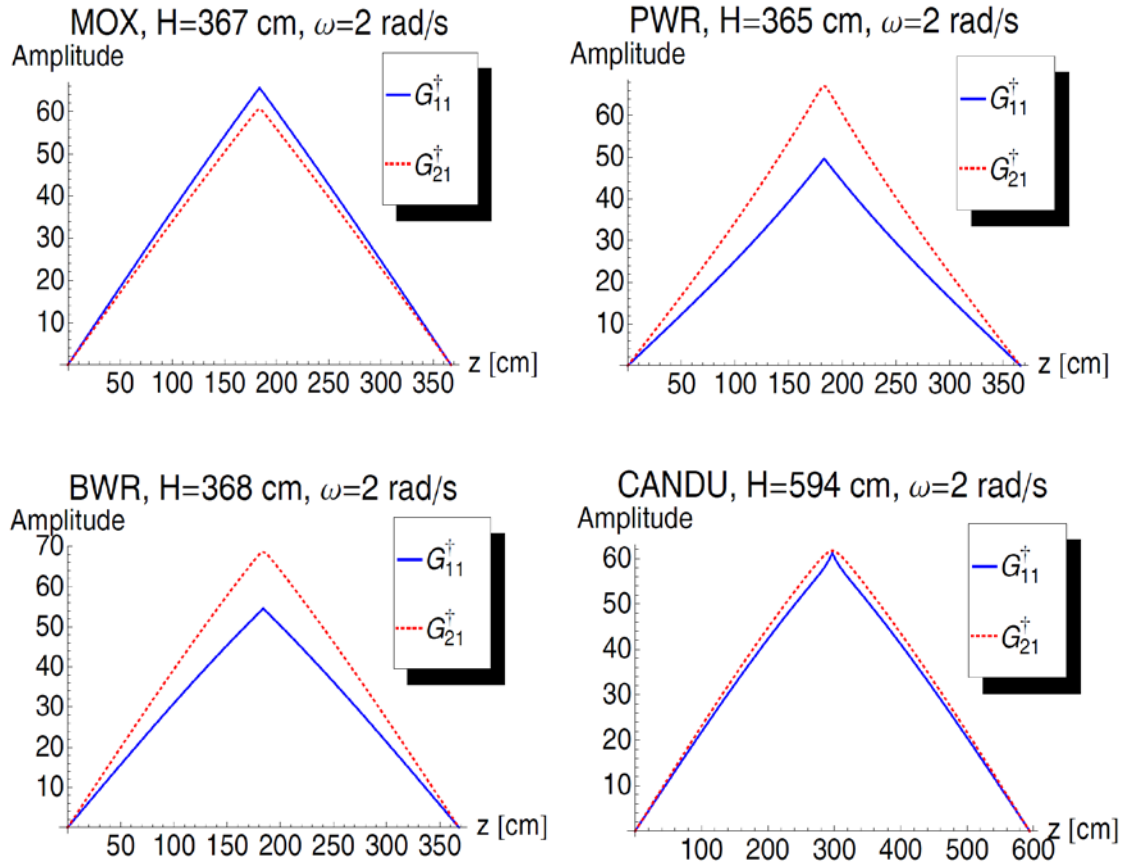 MOX, H=367 cm, ω=2 rad/s
Amplitude
60
50
40
30
20
10
G†11
G†21
50 100 150 200 250 300 350 z [cm]
PWR, H=365 cm, ω=2 rad/s
Amplitude
60
50
40
30
20
10
G†11
G†21
50 100 150 200 250 300 350 z [cm]
BWR, H=368 cm, ω=2 rad/s
Amplitude
70
60
50
40
30
20
10
G†11
G†21
50 100 150 200 250 300 350 z [cm]
CANDU, H=594 cm, ω=2 rad/s
Amplitude
60
50
40
30
20
10
G†11
G†21
100 200 300 400 500 600 z [cm]